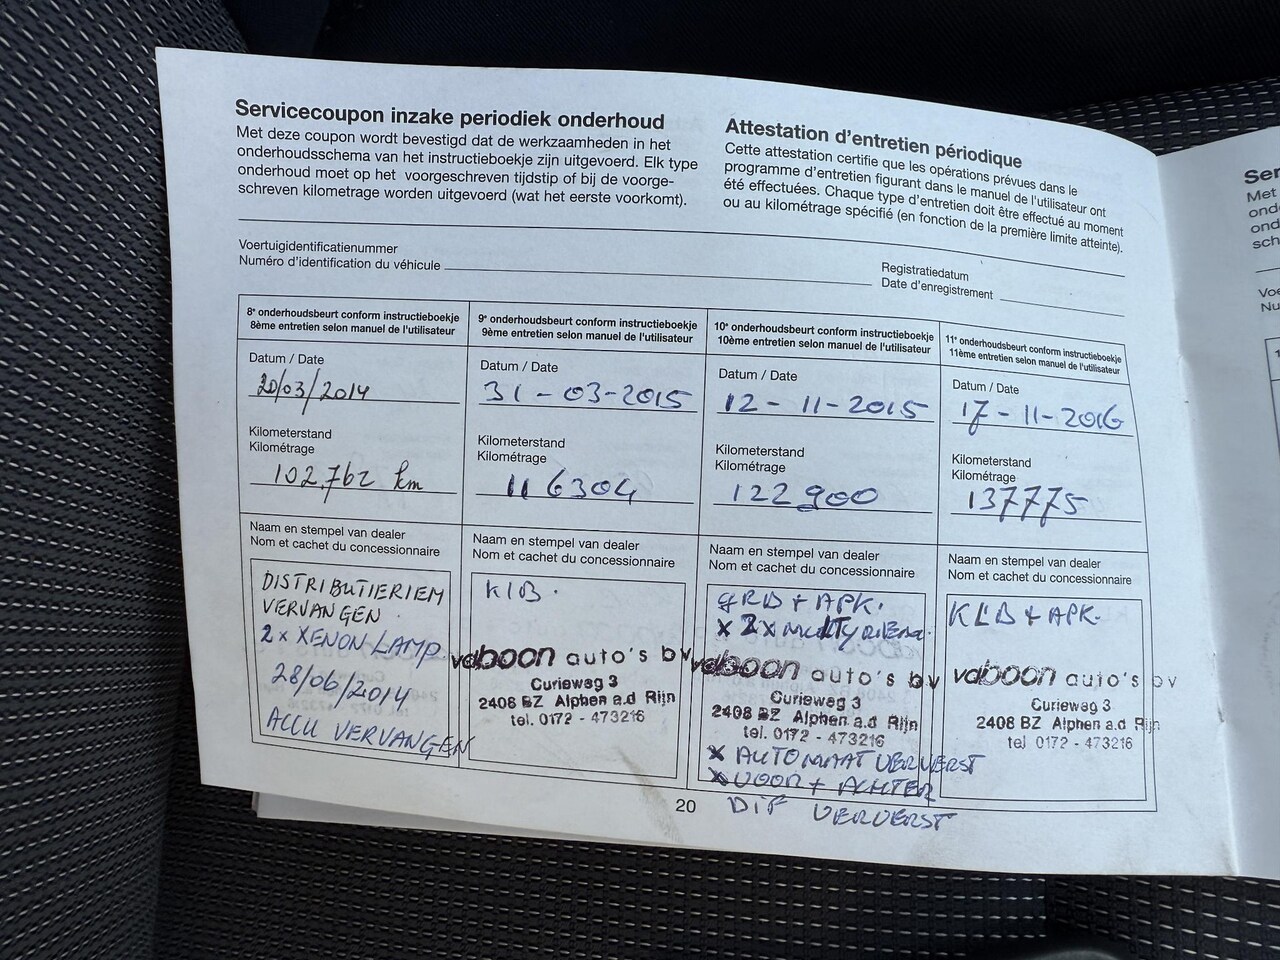 Servicecoupon inzake periodiek onderhoud
Met deze coupon wordt bevestigd dat de werkzaamheden in het
onderhoudsschema van het instructieboekje zijn uitgevoerd. Elk type
onderhoud moet op het voorgeschreven tijdstip of bij de voorge-
schreven kilometrage worden uitgevoerd (wat het eerste voorkomt).
Attestation d'entretien périodique
Cette attestation certifie que les opérations prévues dans le
programme d'entretien figurant dans le manuel de l'utilisateur ont
été effectuées. Chaque type d'entretien doit être effectué au moment
ou au kilométrage spécifié (en fonction de la première limite atteinte).
Voertuigidentificatienummer
Numéro d'identification du véhicule
Registratiedatum
Date d'enregistrement
8e onderhoudsbeurt conform instructieboekje
8ème entretien selon manuel de l'utilisateur
Datum / Date
20/03/2014
Kilometerstand
Kilométrage
102.762 km
Naam en stempel van dealer
Nom et cachet du concessionnaire
DISTRIBUTIERIEM
VERVANGEN
2 x XENON LAMP
28/06/2014
ACCU VERVANGEN
9e onderhoudsbeurt conform instructieboekje
9ème entretien selon manuel de l'utilisateur
Datum / Date
31-03-2015
Kilometerstand
Kilométrage
116304
Naam en stempel van dealer
Nom et cachet du concessionnaire
KLB.
vdboon auto's bv
Curieweg 3
2408 BZ Alphen a.d Rijn
tel. 0172 - 473216
10e onderhoudsbeurt conform instructieboekje
10ème entretien selon manuel de l'utilisateur
Datum / Date
12-11-2015
Kilometerstand
Kilométrage
122900
Naam en stempel van dealer
Nom et cachet du concessionnaire
GRB + APK.
x 2 x MULTYRIEM.
vdboon auto's bv
Curieweg 3
2408 BZ Alphen a.d Rijn
tel. 0172 - 473216
x AUTOMAAT VERVERST
x VOOR + ACHTER
DIF VERVERST
11e onderhoudsbeurt conform instructieboekje
11ème entretien selon manuel de l'utilisateur
Datum / Date
17-11-2016
Kilometerstand
Kilométrage
137775
Naam en stempel van dealer
Nom et cachet du concessionnaire
KLB + APK.
vdboon auto's bv
Curieweg 3
2408 BZ Alphen a.d Rijn
tel 0172 - 473216
20
Ser
Met
onde
ond
sch
Voe
Nu